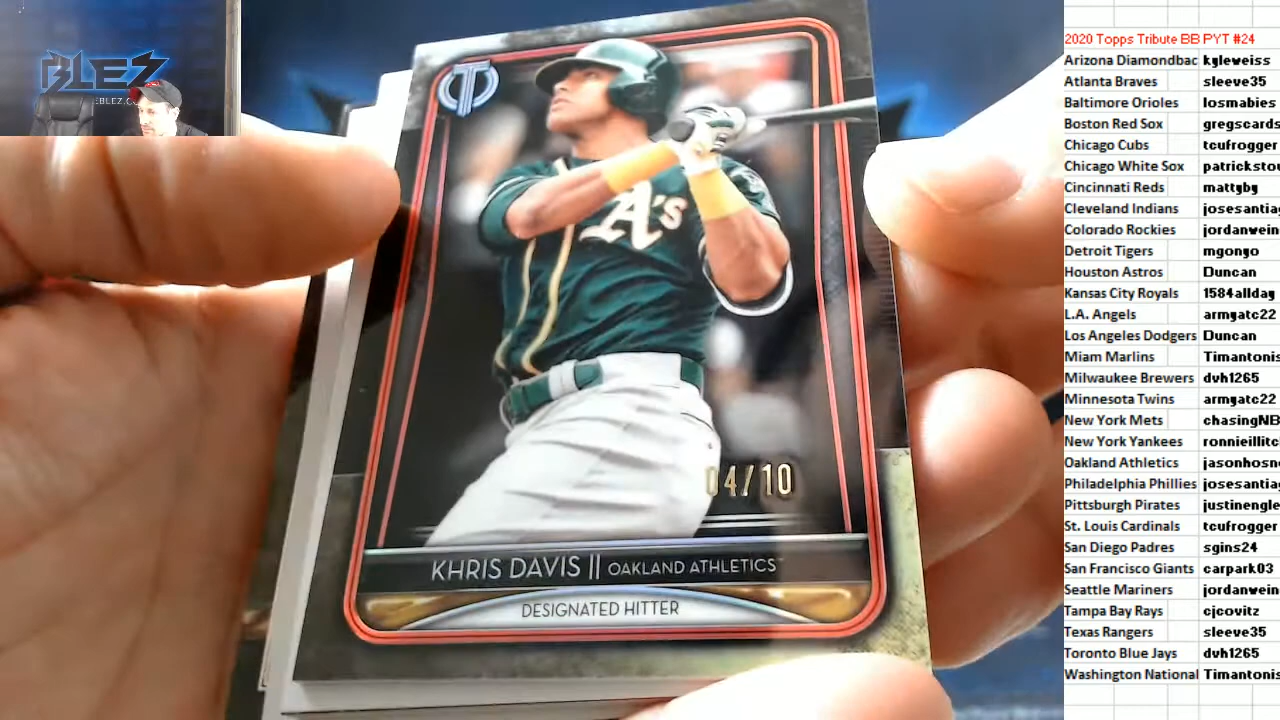 BLEZ
A's
04/10
KHRIS DAVIS || OAKLAND ATHLETICS
DESIGNATED HITTER
2020 Topps Tribute BB PYT #24
Arizona Diamondbac kyleweiss
Atlanta Braves sleeve35
Baltimore Orioles losmabies
Boston Red Sox gregscards
Chicago Cubs tcufrogger
Chicago White Sox patrickstou
Cincinnati Reds mattyby
Cleveland Indians josesantiag
Colorado Rockies jordanwein
Detroit Tigers mgongo
Houston Astros Duncan
Kansas City Royals 1584allday
L.A. Angels armyatc22
Los Angeles Dodgers Duncan
Miam Marlins Timantonis
Milwaukee Brewers dvh1265
Minnesota Twins armyatc22
New York Mets chasingNB
New York Yankees ronnieillitc
Oakland Athletics jasonhosn
Philadelphia Phillies josesantiag
Pittsburgh Pirates justinengle
St. Louis Cardinals tcufrogger
San Diego Padres sgins24
San Francisco Giants carpark03
Seattle Mariners jordanwein
Tampa Bay Rays cjcovitz
Texas Rangers sleeve35
Toronto Blue Jays dvh1265
Washington National Timantonis